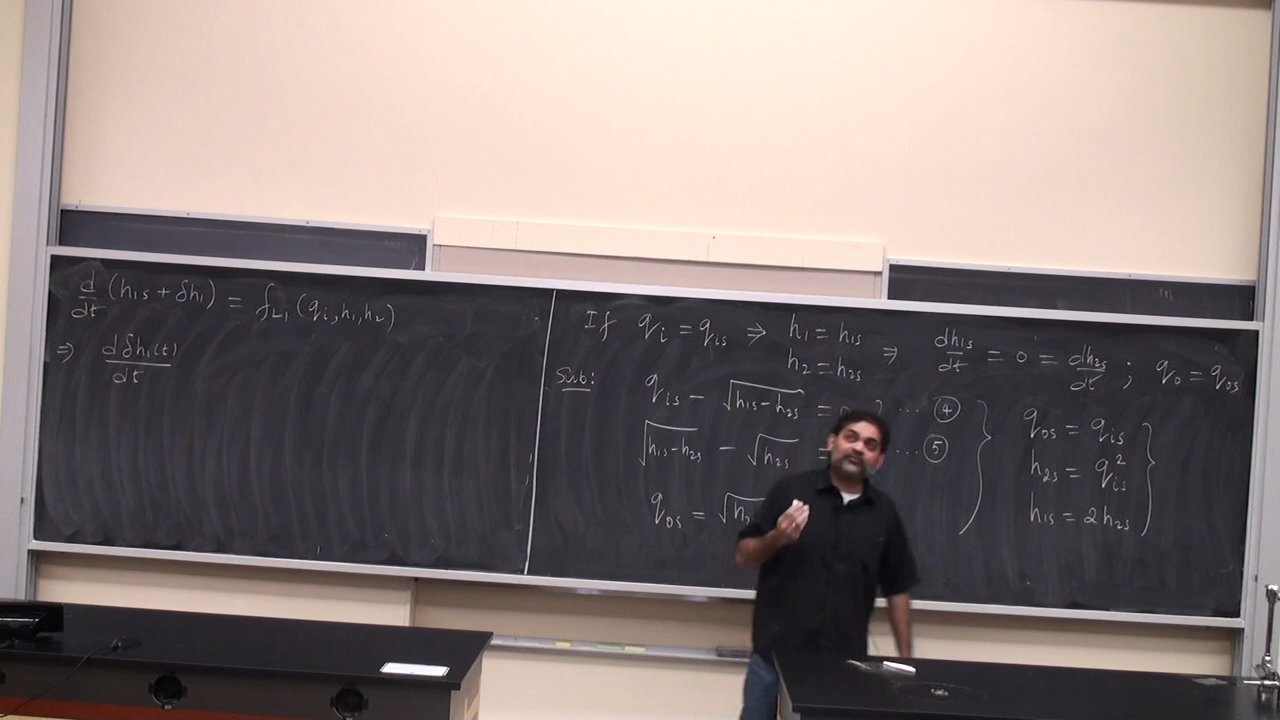 d/dt (h1s + δh1) = fL1 (qi, h1, h2)
⇒ dδh1(t)/dt
If qi = qis ⇒ h1 = h1s
h2 = h2s
⇒ dh1s/dt = 0 = dh2s/dt ; qo = qos
Sub:
qis − √(h1s − h2s) = 0 ... ④
√(h1s − h2s) − √h2s = ... ⑤
qos = √h2
qos = qis
h2s = qis²
h1s = 2h2s